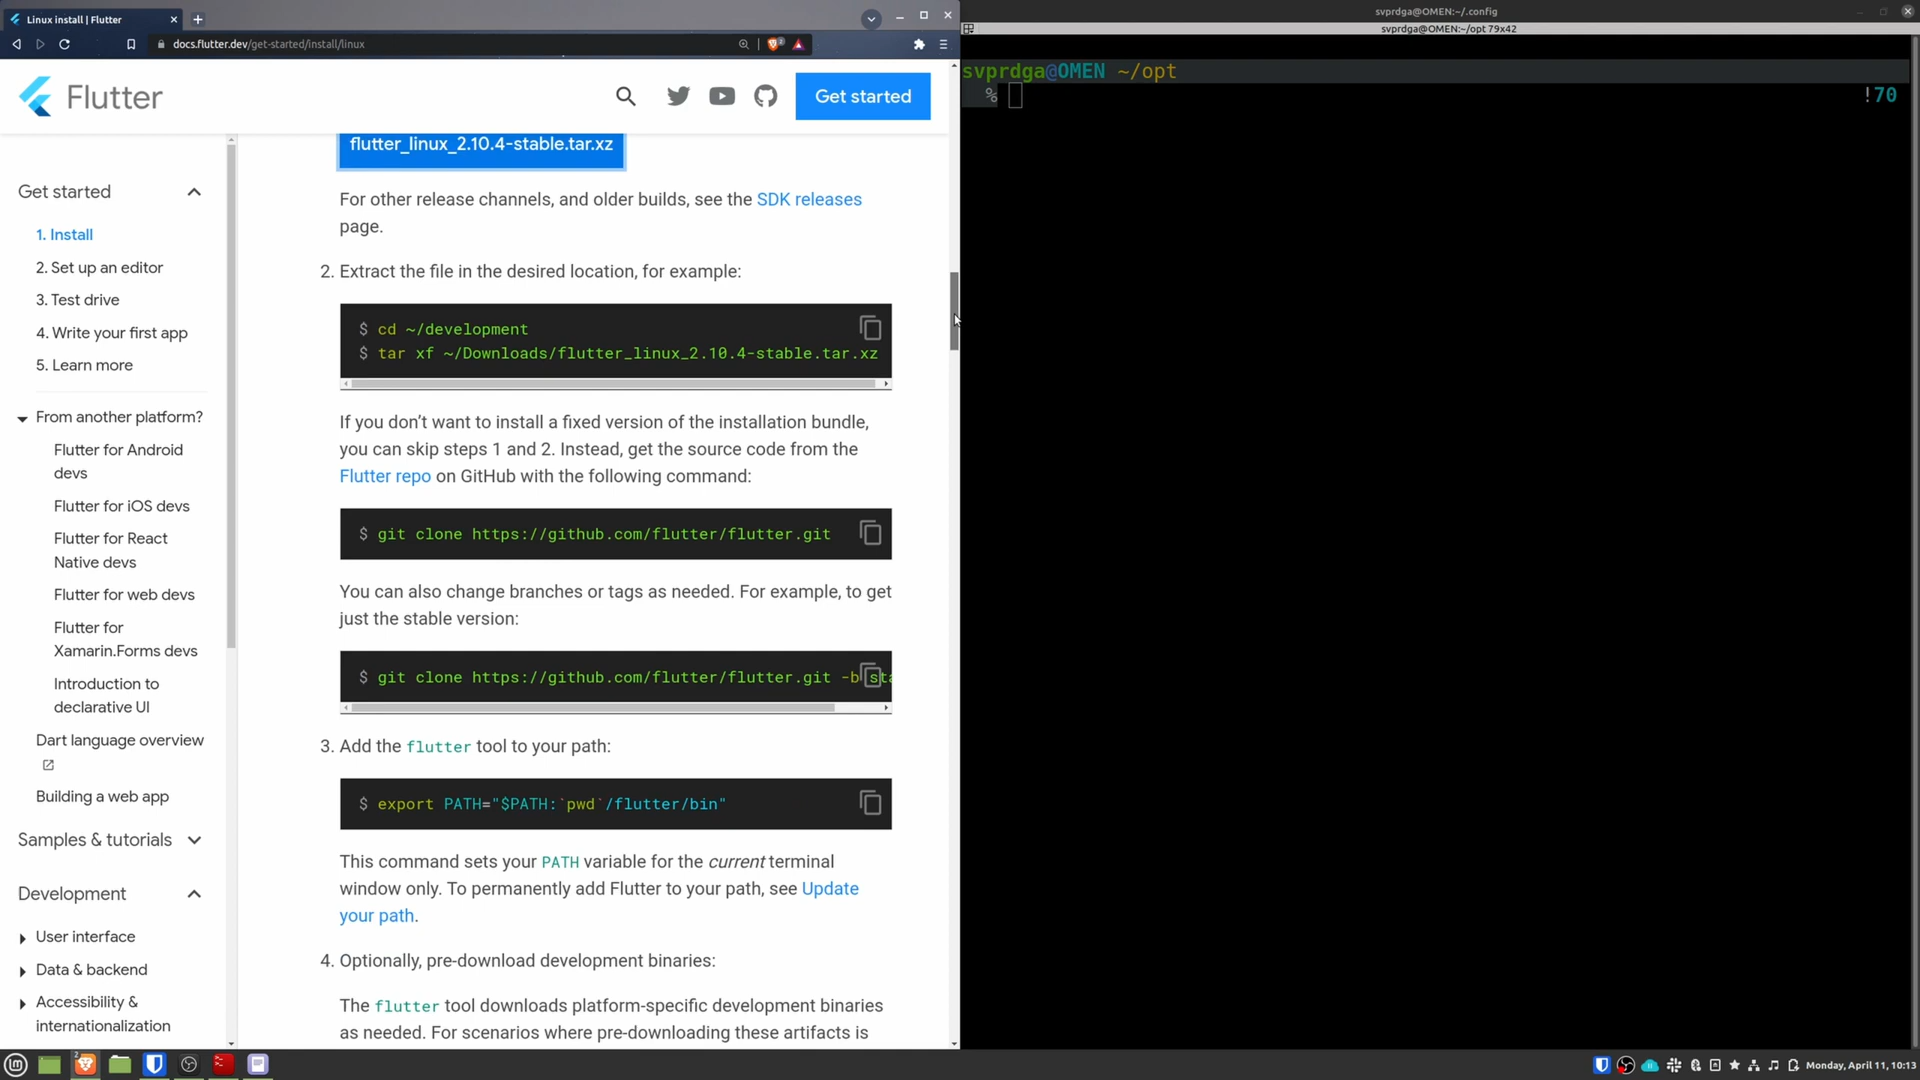 Linux install | Flutter
docs.flutter.dev/get-started/install/linux
Flutter
Get started
Get started
1. Install
2. Set up an editor
3. Test drive
4. Write your first app
5. Learn more
From another platform?
Flutter for Android
devs
Flutter for iOS devs
Flutter for React
Native devs
Flutter for web devs
Flutter for
Xamarin.Forms devs
Introduction to
declarative UI
Dart language overview
Building a web app
Samples & tutorials
Development
User interface
Data & backend
Accessibility &
internationalization
flutter_linux_2.10.4-stable.tar.xz
For other release channels, and older builds, see the SDK releases
page.
2. Extract the file in the desired location, for example:
$ cd ~/development
$ tar xf ~/Downloads/flutter_linux_2.10.4-stable.tar.xz
If you don’t want to install a fixed version of the installation bundle,
you can skip steps 1 and 2. Instead, get the source code from the
Flutter repo on GitHub with the following command:
$ git clone https://github.com/flutter/flutter.git
You can also change branches or tags as needed. For example, to get
just the stable version:
$ git clone https://github.com/flutter/flutter.git -b sta
3. Add the flutter tool to your path:
$ export PATH="$PATH:`pwd`/flutter/bin"
This command sets your PATH variable for the current terminal
window only. To permanently add Flutter to your path, see Update
your path.
4. Optionally, pre-download development binaries:
The flutter tool downloads platform-specific development binaries
as needed. For scenarios where pre-downloading these artifacts is
svprdga@OMEN:~/.config
svprdga@OMEN:~/opt 79x42
svprdga@OMEN ~/opt
% !70
Monday, April 11, 10:13